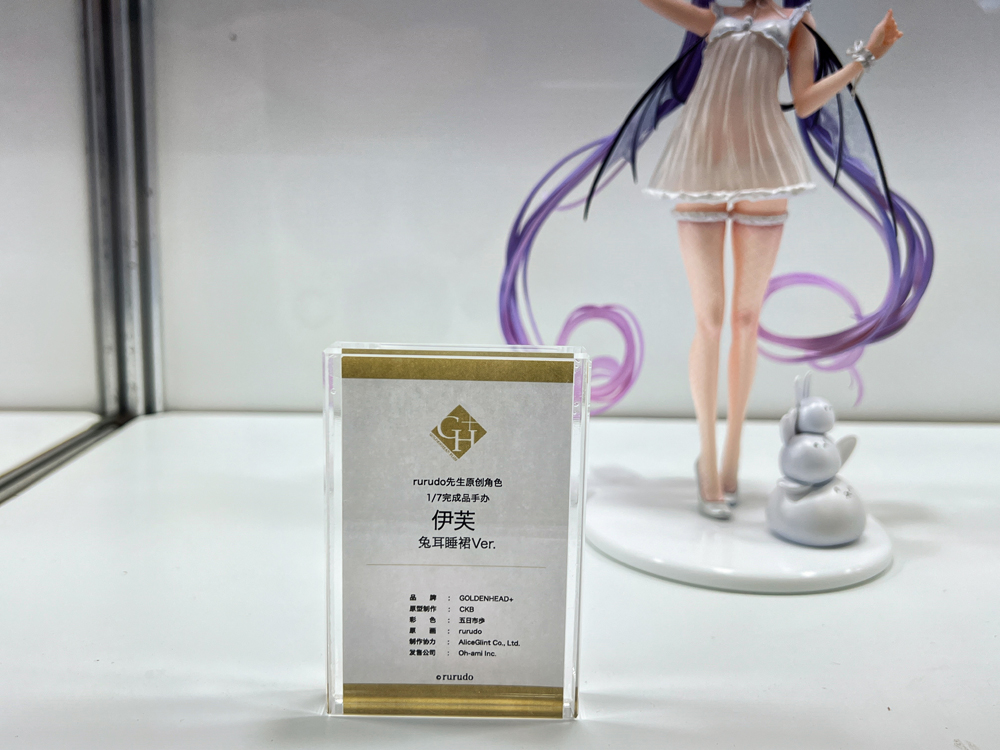 G+H
rurudo先生原创角色
1/7完成品手办
伊芙
兔耳睡裙Ver.
品 牌 : GOLDENHEAD+
原型制作 : CKB
彩 色 : 五日市歩
原 画 : rurudo
制作协力 : AliceGlint Co., Ltd.
发售公司 : Oh-ami Inc.
©rurudo